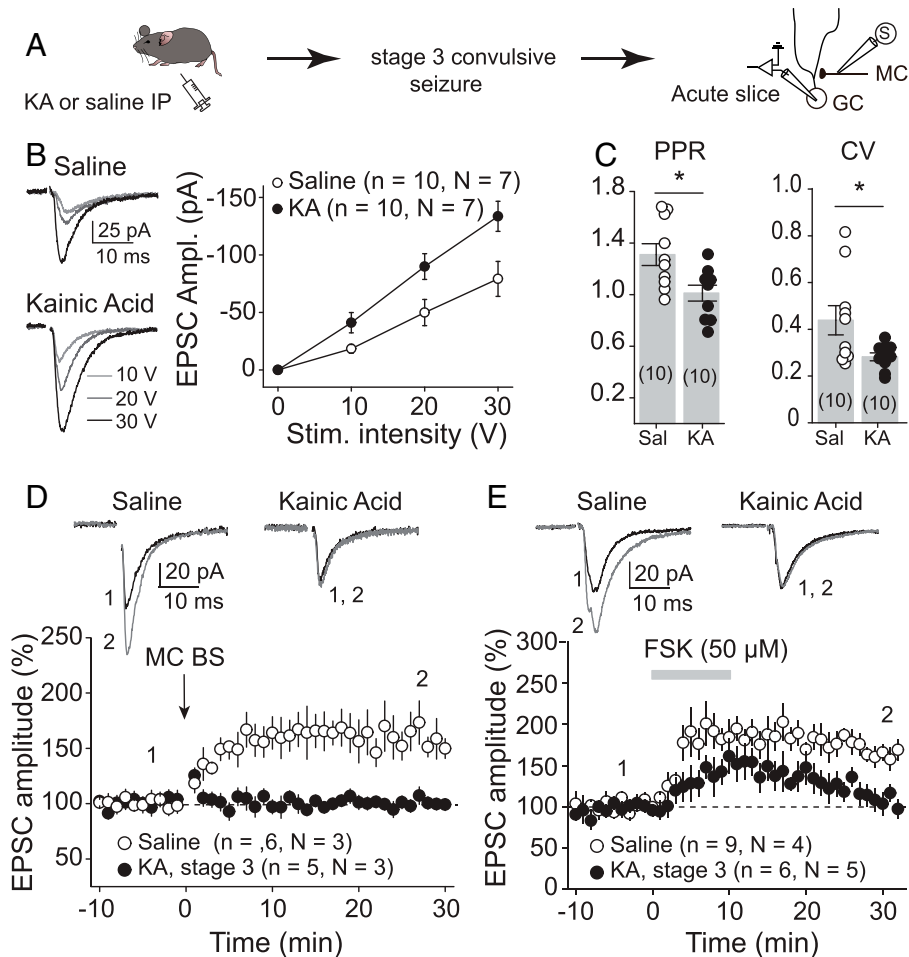 A
KA or saline IP
stage 3 convulsive
seizure
Acute slice
S
MC
GC
B
Saline
25 pA
10 ms
Kainic Acid
10 V
20 V
30 V
EPSC Ampl. (pA)
-150
-100
-50
0
Saline (n = 10, N = 7)
KA (n = 10, N = 7)
0 10 20 30
Stim. intensity (V)
C
PPR
1.8
1.4
1.0
0.6
0.2
*
(10) (10)
Sal KA
CV
1.0
0.8
0.6
0.4
0.2
0
*
(10) (10)
Sal KA
D
Saline
Kainic Acid
1
2
20 pA
10 ms
1, 2
EPSC amplitude (%)
250
200
150
100
50
MC BS
1
2
Saline (n = ,6, N = 3)
KA, stage 3 (n = 5, N = 3)
-10 0 10 20 30
Time (min)
E
Saline
Kainic Acid
1
2
20 pA
10 ms
1, 2
EPSC amplitude (%)
300
250
200
150
100
50
0
FSK (50 µM)
1
2
Saline (n = 9, N = 4)
KA, stage 3 (n = 6, N = 5)
-10 0 10 20 30
Time (min)